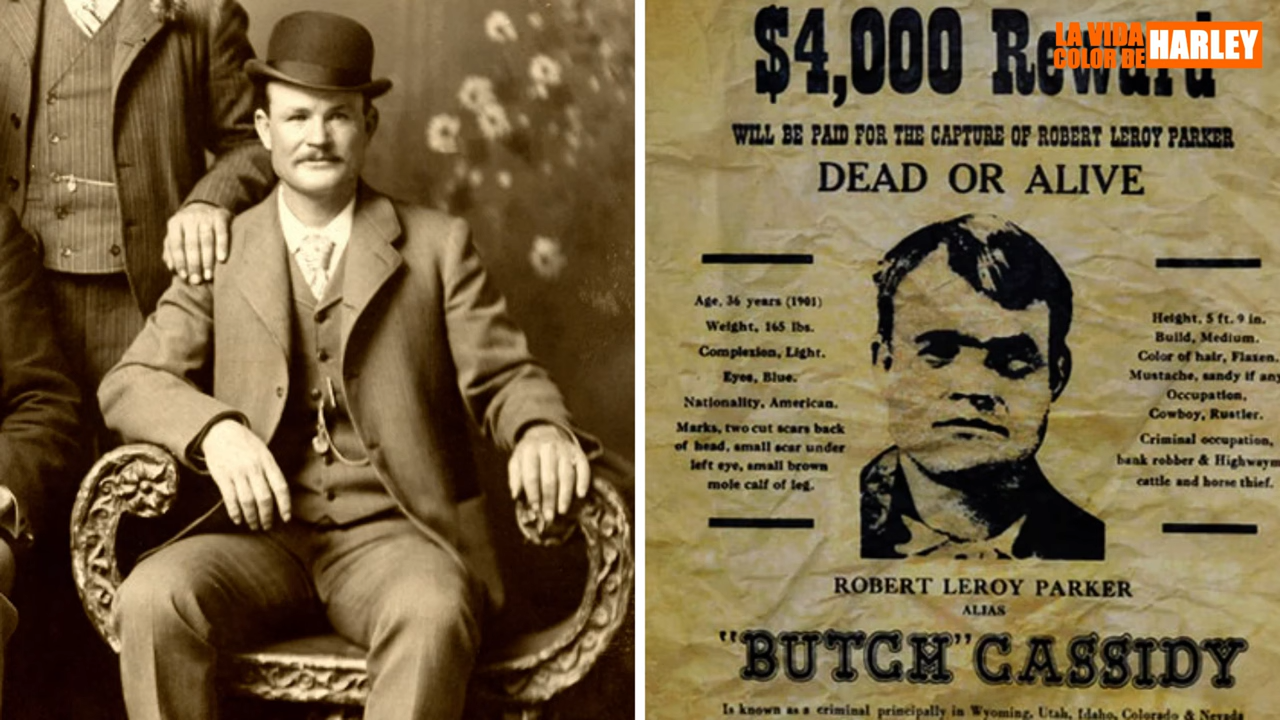 $4,000 Reward
LA VIDA
COLOR DE
HARLEY
WILL BE PAID FOR THE CAPTURE OF ROBERT LEROY PARKER
DEAD OR ALIVE
Age, 36 years (1901)
Weight, 165 lbs.
Complexion, Light.
Eyes, Blue.
Nationality, American.
Marks, two cut scars back
of head, small scar under
left eye, small brown
mole calf of leg.
Height, 5 ft. 9 in.
Build, Medium.
Color of hair, Flaxen.
Mustache, sandy if any
Occupation,
Cowboy, Rustler.
Criminal occupation,
bank robber & Highwaym
cattle and horse thief.
ROBERT LEROY PARKER
ALIAS
"BUTCH" CASSIDY
Is known as a criminal principally in Wyoming, Utah, Idaho, Colorado & Nevada